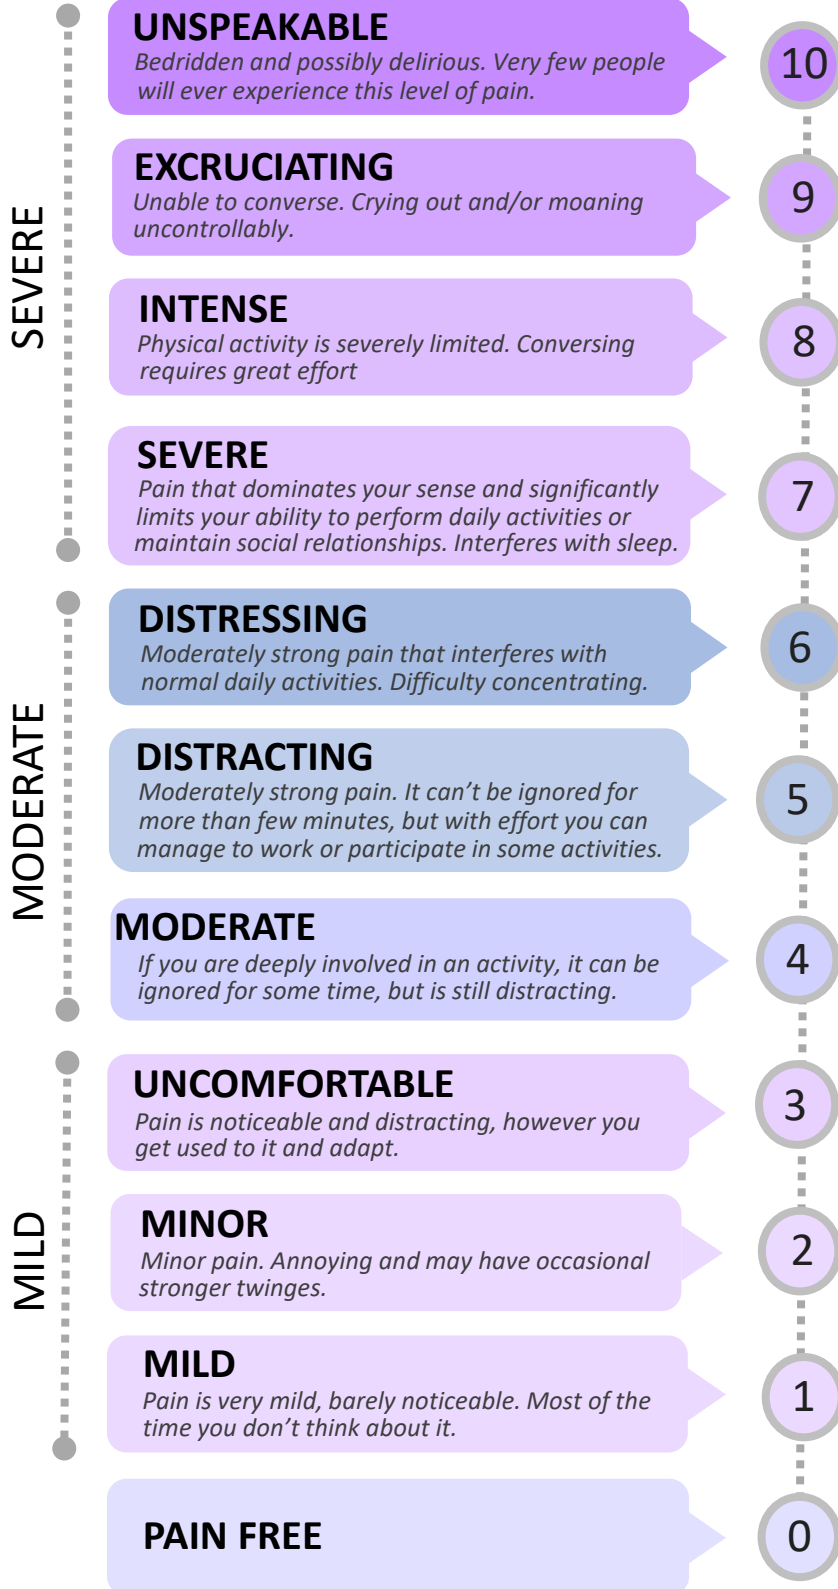 SEVERE
UNSPEAKABLE
Bedridden and possibly delirious. Very few people
will ever experience this level of pain.
10
EXCRUCIATING
Unable to converse. Crying out and/or moaning
uncontrollably.
9
INTENSE
Physical activity is severely limited. Conversing
requires great effort
8
SEVERE
Pain that dominates your sense and significantly
limits your ability to perform daily activities or
maintain social relationships. Interferes with sleep.
7
MODERATE
DISTRESSING
Moderately strong pain that interferes with
normal daily activities. Difficulty concentrating.
6
DISTRACTING
Moderately strong pain. It can’t be ignored for
more than few minutes, but with effort you can
manage to work or participate in some activities.
5
MODERATE
If you are deeply involved in an activity, it can be
ignored for some time, but is still distracting.
4
MILD
UNCOMFORTABLE
Pain is noticeable and distracting, however you
get used to it and adapt.
3
MINOR
Minor pain. Annoying and may have occasional
stronger twinges.
2
MILD
Pain is very mild, barely noticeable. Most of the
time you don’t think about it.
1
PAIN FREE
0